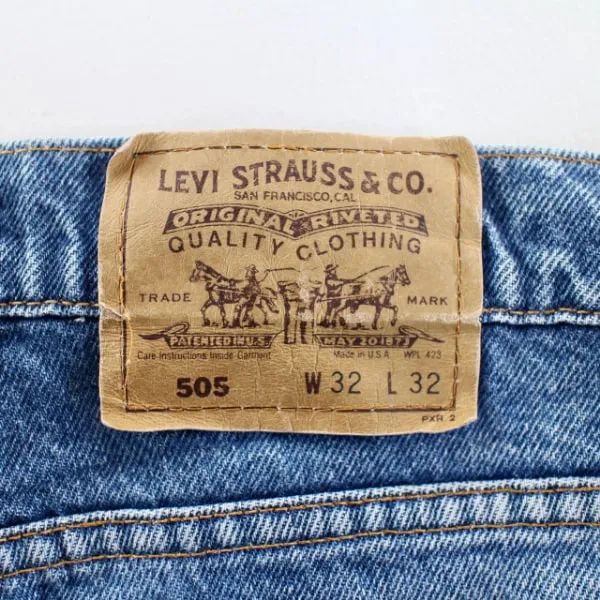 LEVI STRAUSS & CO.
SAN FRANCISCO, CAL.
ORIGINAL RIVETED
QUALITY CLOTHING
TRADE MARK
PATENTED IN U.S. MAY 20 1873
Care Instructions Inside Garment Made in U.S.A. WPL 423
505 W 32 L 32
PXR 2